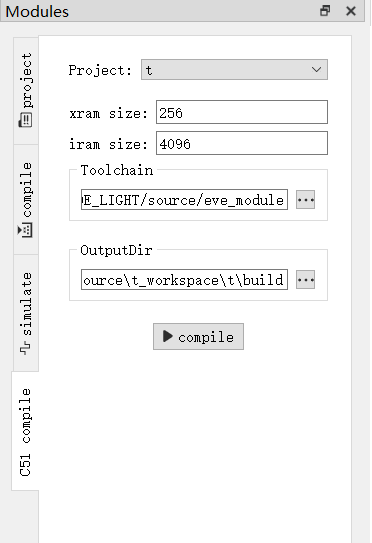 Modules
project
compile
simulate
C51 compile
Project: t
xram size: 256
iram size: 4096
Toolchain
E_LIGHT/source/eve_module
...
OutputDir
ource\t_workspace\t\build
...
compile